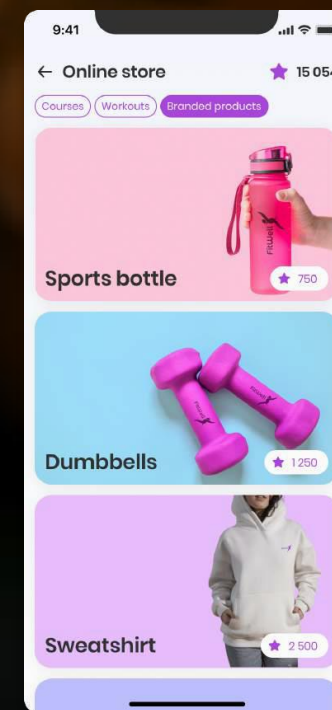 9:41
Online store
15 054
Courses
Workouts
Branded products
FitWell
Sports bottle
750
Dumbbells
1 250
Sweatshirt
2 500